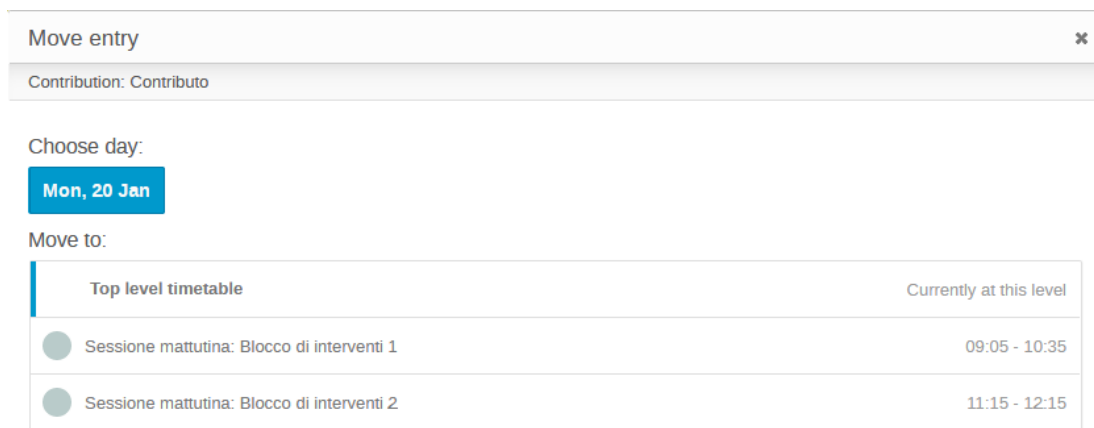 Move entry ✖
Contribution: Contributo
Choose day:
Mon, 20 Jan
Move to:
Top level timetable Currently at this level
Sessione mattutina: Blocco di interventi 1 09:05 - 10:35
Sessione mattutina: Blocco di interventi 2 11:15 - 12:15